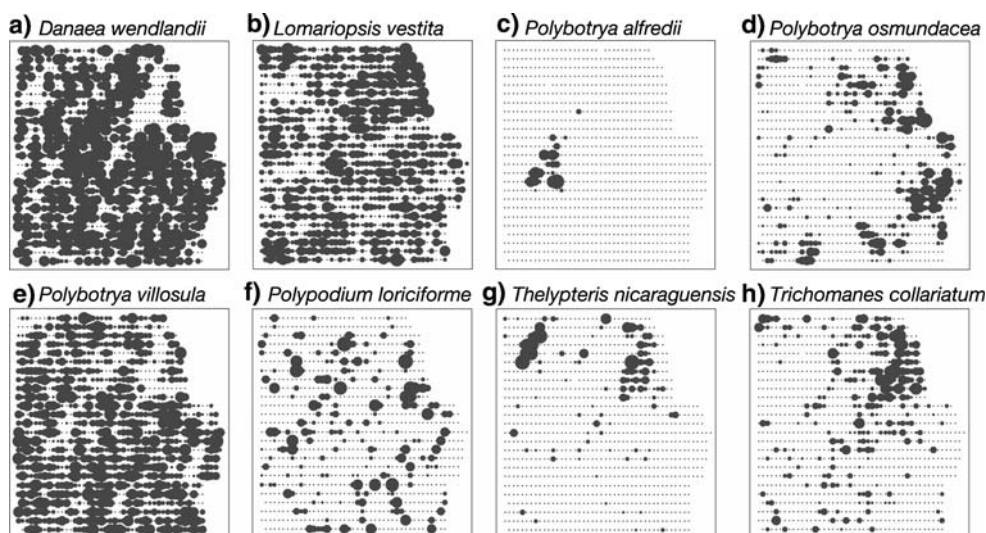 a) Danaea wendlandii b) Lomariopsis vestita c) Polybotrya alfredii d) Polybotrya osmundacea
e) Polybotrya villosula f) Polypodium loriciforme g) Thelypteris nicaraguensis h) Trichomanes collariatum